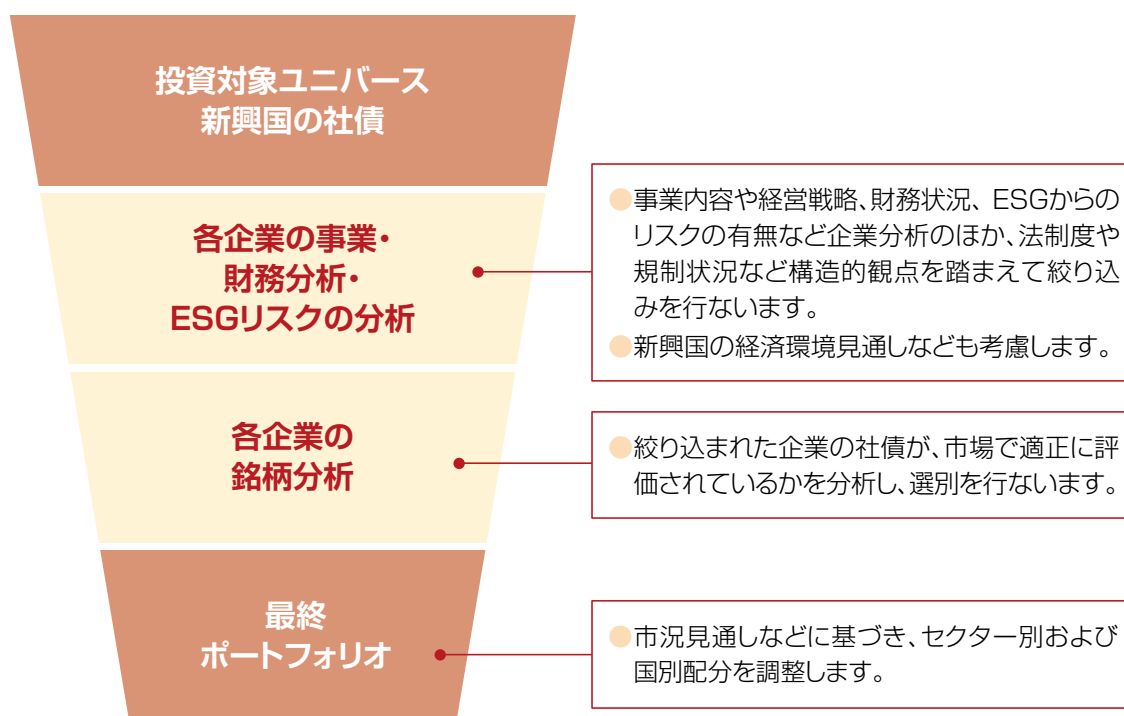 投資対象ユニバース
新興国の社債
各企業の事業・
財務分析・
ESGリスクの分析
●事業内容や経営戦略、財務状況、ESGからの
リスクの有無など企業分析のほか、法制度や
規制状況など構造的観点を踏まえて絞り込
みを行ないます。
●新興国の経済環境見通しなども考慮します。
各企業の
銘柄分析
●絞り込まれた企業の社債が、市場で適正に評
価されているかを分析し、選別を行ないます。
最終
ポートフォリオ
●市況見通しなどに基づき、セクター別および
国別配分を調整します。